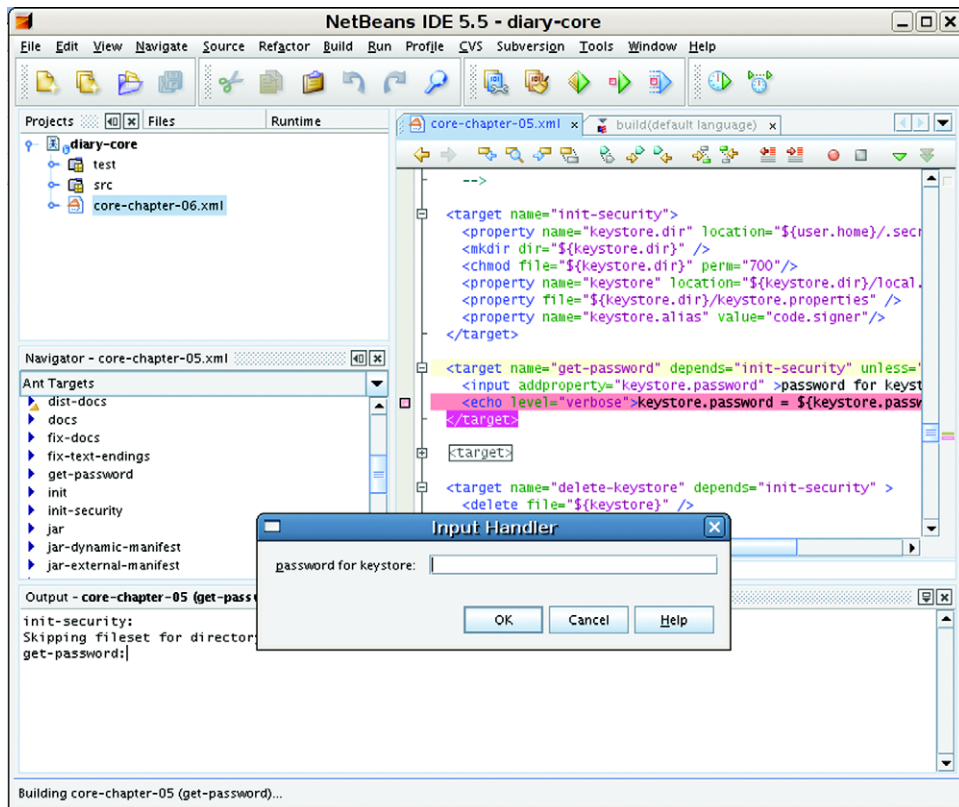 NetBeans IDE 5.5 - diary-core
File Edit View Navigate Source Refactor Build Run Profile CVS Subversion Tools Window Help
Projects Files Runtime
diary-core
test
src
core-chapter-06.xml
Navigator - core-chapter-05.xml
Ant Targets
dist-docs
docs
fix-docs
fix-text-endings
get-password
init
init-security
jar
jar-dynamic-manifest
jar-external-manifest
core-chapter-05.xml x build(default language) x
-->
<target name="init-security">
<property name="keystore.dir" location="${user.home}/.secr
<mkdir dir="${keystore.dir}" />
<chmod file="${keystore.dir}" perm="700"/>
<property name="keystore" location="${keystore.dir}/local.
<property file="${keystore.dir}/keystore.properties" />
<property name="keystore.alias" value="code.signer"/>
</target>
<target name="get-password" depends="init-security" unless="
<input addproperty="keystore.password" >password for keyst
<echo level="verbose">keystore.password = ${keystore.passw
</target>
<target>
<target name="delete-keystore" depends="init-security" >
<delete file="${keystore}" />
Input Handler
password for keystore:
OK Cancel Help
Output - core-chapter-05 (get-passw
init-security:
Skipping fileset for directory
get-password:
Building core-chapter-05 (get-password)...